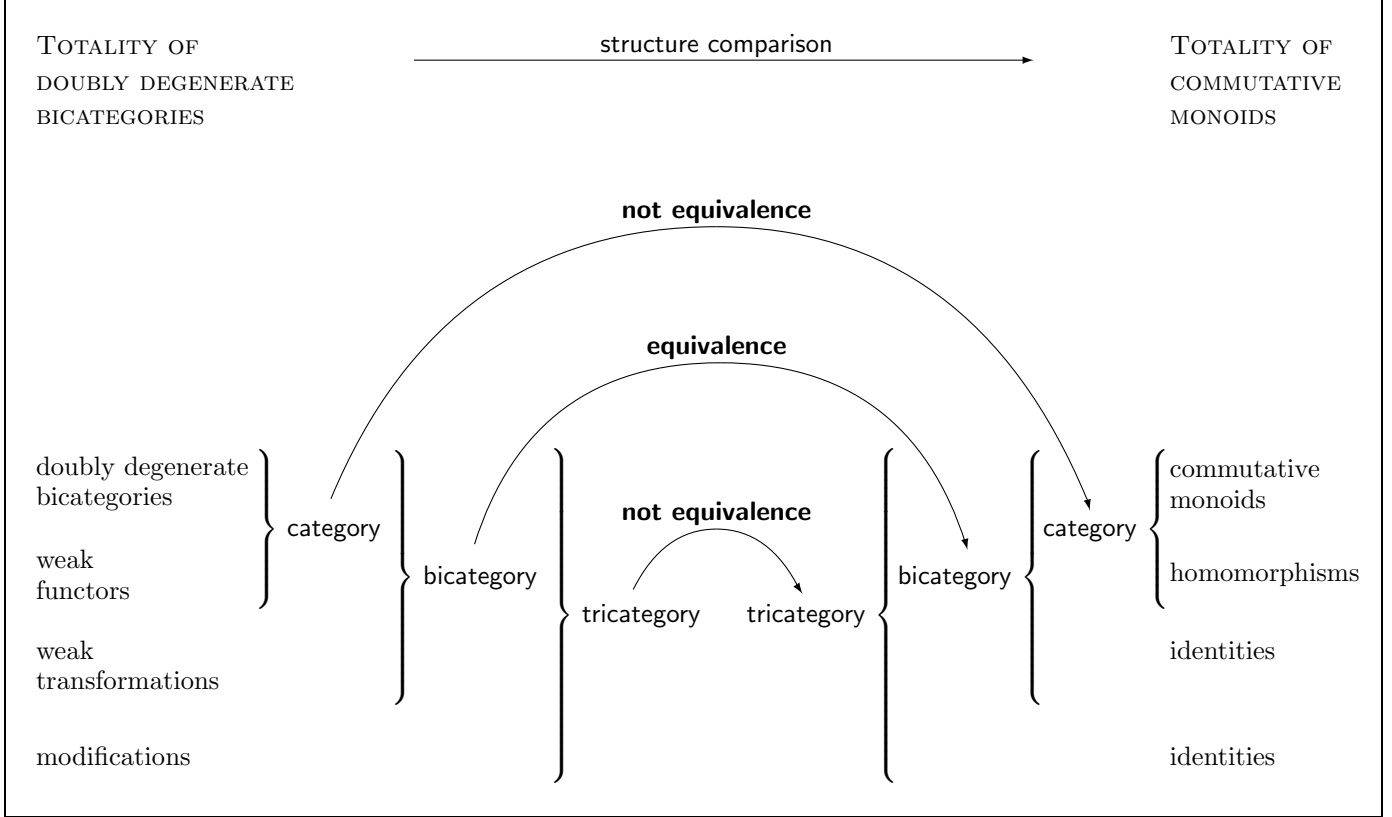 TOTALITY OF
DOUBLY DEGENERATE
BICATEGORIES
structure comparison
TOTALITY OF
COMMUTATIVE
MONOIDS
not equivalence
equivalence
not equivalence
doubly degenerate
bicategories
weak
functors
weak
transformations
modifications
category
bicategory
tricategory
tricategory
bicategory
category
commutative
monoids
homomorphisms
identities
identities